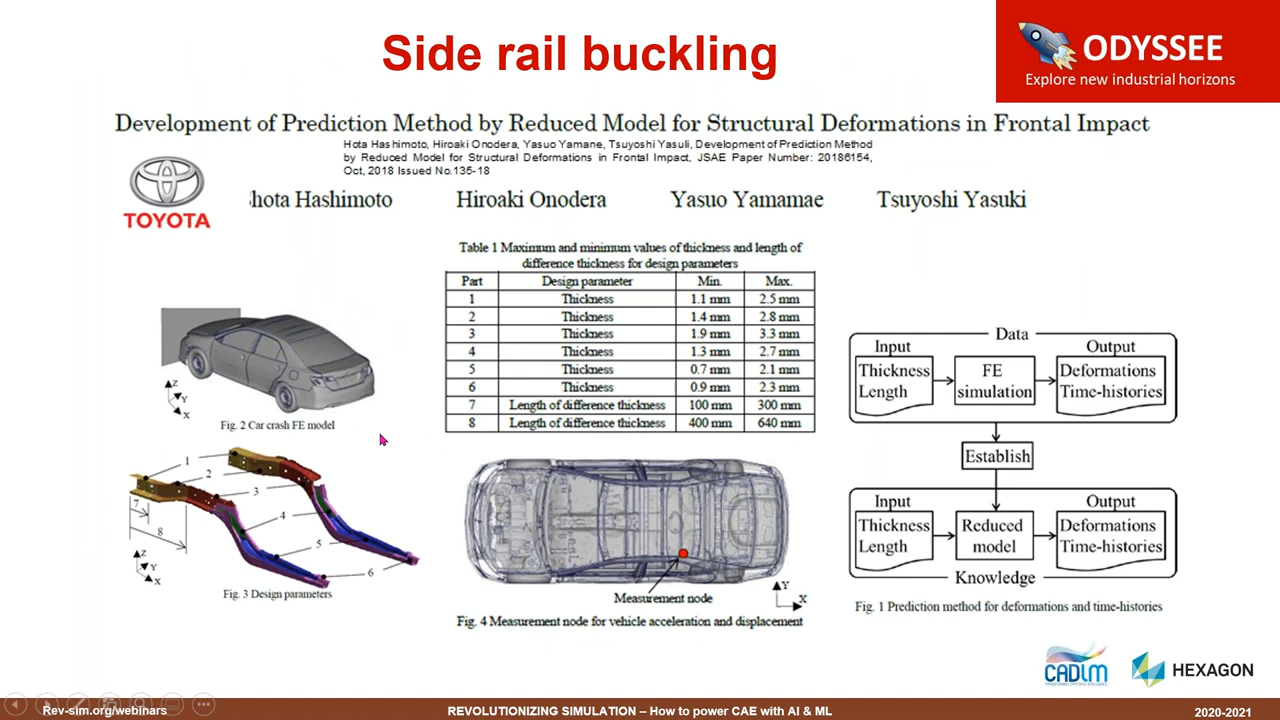 Side rail buckling
ODYSSEE
Explore new industrial horizons
Development of Prediction Method by Reduced Model for Structural Deformations in Frontal Impact
Hota Hashimoto, Hiroaki Onodera, Yasuo Yamane, Tsuyoshi Yasuli, Development of Prediction Method
by Reduced Model for Structural Deformations in Frontal Impact, JSAE Paper Number: 20186154,
Oct, 2018 Issued No.135-18
TOYOTA
hota Hashimoto Hiroaki Onodera Yasuo Yamamae Tsuyoshi Yasuki
Table 1 Maximum and minimum values of thickness and length of
difference thickness for design parameters
Part Design parameter Min. Max.
1 Thickness 1.1 mm 2.5 mm
2 Thickness 1.4 mm 2.8 mm
3 Thickness 1.9 mm 3.3 mm
4 Thickness 1.3 mm 2.7 mm
5 Thickness 0.7 mm 2.1 mm
6 Thickness 0.9 mm 2.3 mm
7 Length of difference thickness 100 mm 300 mm
8 Length of difference thickness 400 mm 640 mm
Z
Y
X
Fig. 2 Car crash FE model
1
2
3
4
5
6
7
8
Z
Y
X
Fig. 3 Design parameters
Measurement node
Y
X
Fig. 4 Measurement node for vehicle acceleration and displacement
Data
Input Output
Thickness
Length
FE
simulation
Deformations
Time-histories
Establish
Input Output
Thickness
Length
Reduced
model
Deformations
Time-histories
Knowledge
Fig. 1 Prediction method for deformations and time-histories
CADLM
HEXAGON
Rev-sim.org/webinars
REVOLUTIONIZING SIMULATION – How to power CAE with AI & ML
2020-2021